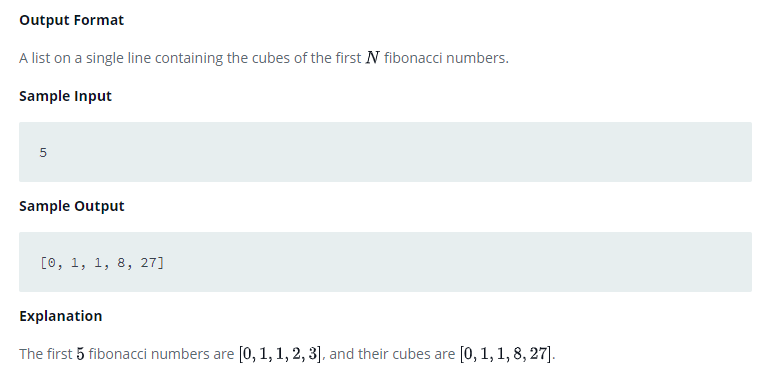 Output Format
A list on a single line containing the cubes of the first N fibonacci numbers.
Sample Input
5
Sample Output
[0, 1, 1, 8, 27]
Explanation
The first 5 fibonacci numbers are [0, 1, 1, 2, 3], and their cubes are [0, 1, 1, 8, 27].